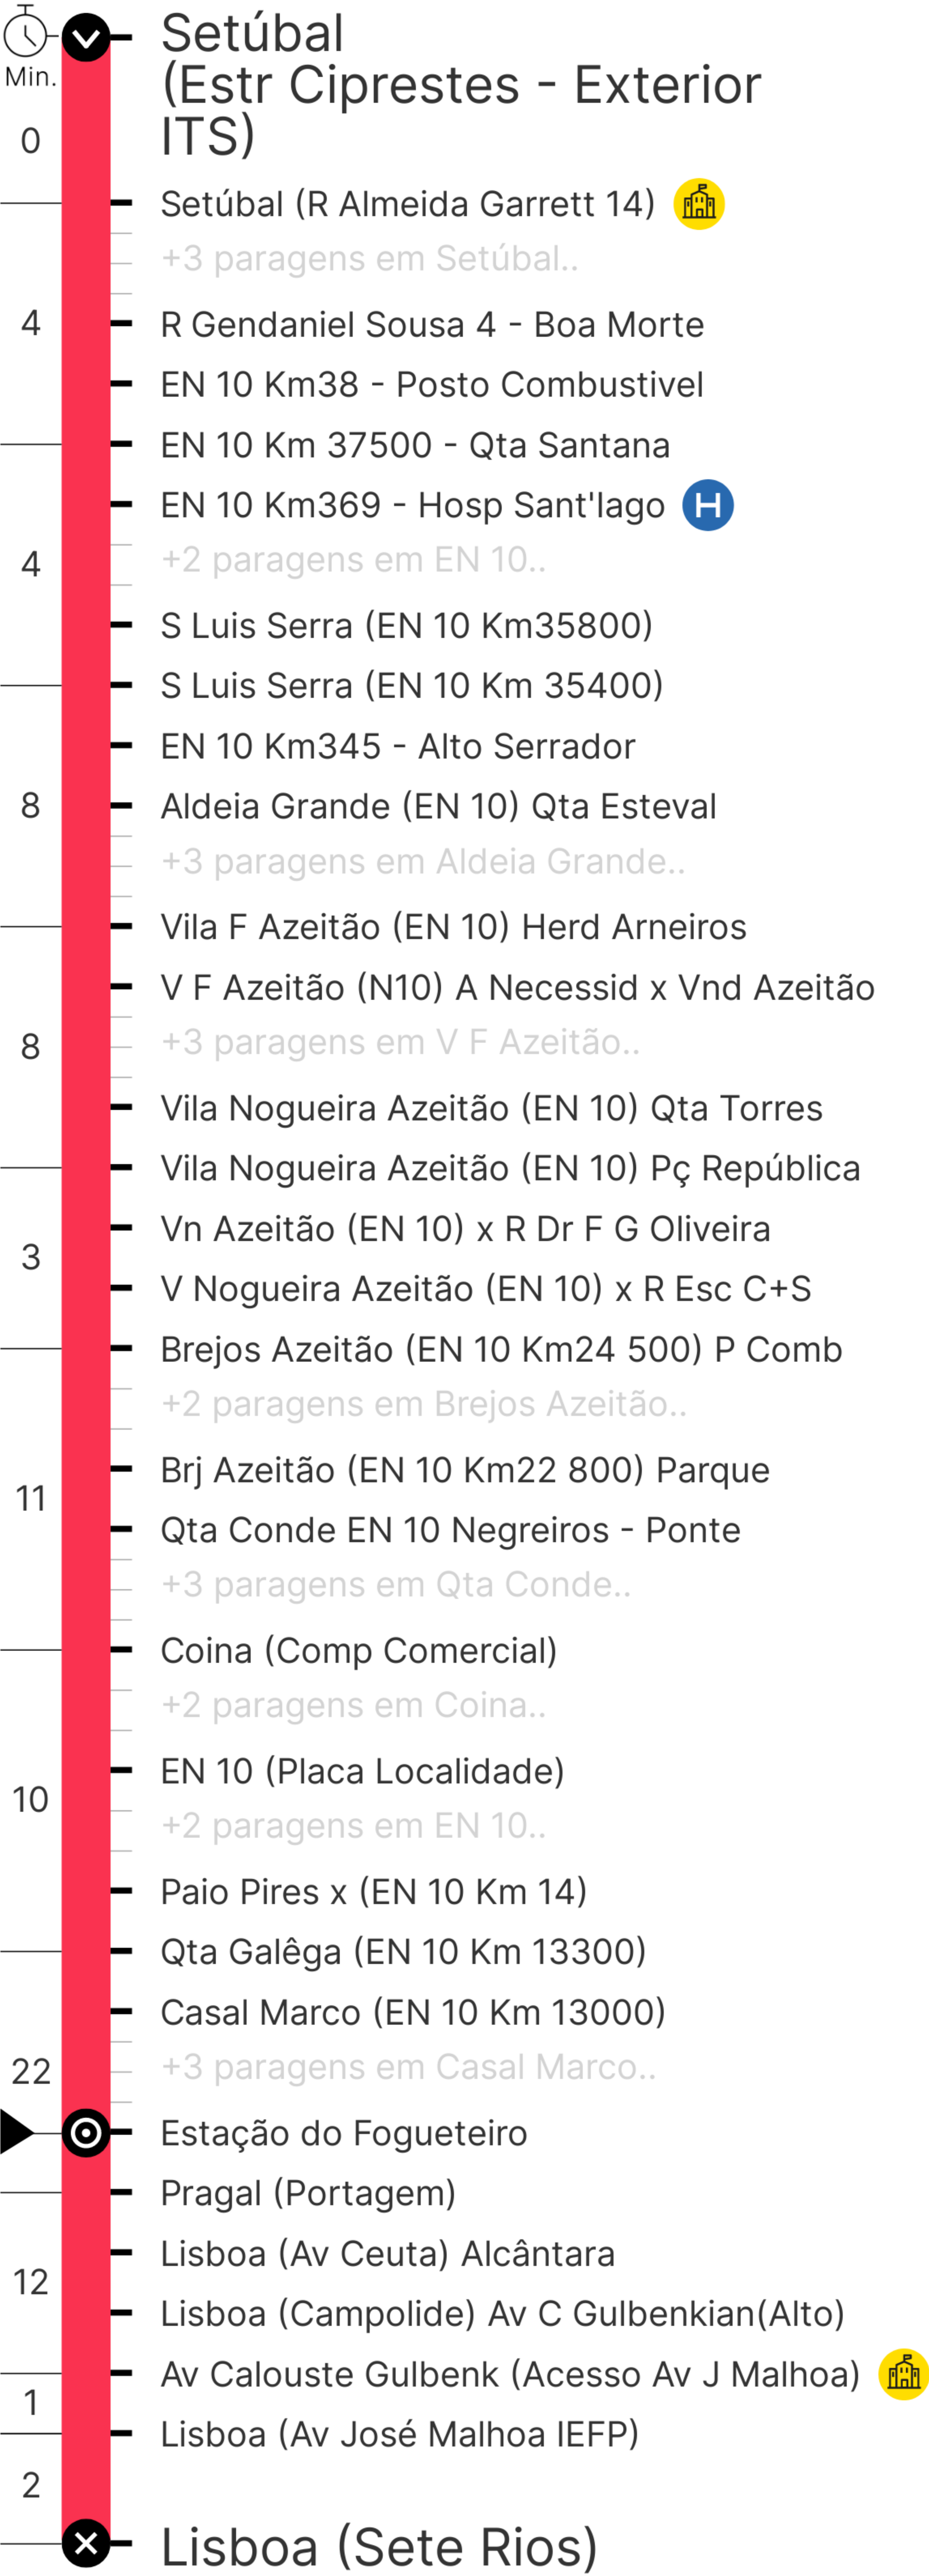 Min.
Setúbal
(Estr Ciprestes - Exterior
ITS)
0
Setúbal (R Almeida Garrett 14)
+3 paragens em Setúbal..
4
R Gendaniel Sousa 4 - Boa Morte
EN 10 Km38 - Posto Combustivel
EN 10 Km 37500 - Qta Santana
EN 10 Km369 - Hosp Sant'Iago H
4
+2 paragens em EN 10..
S Luis Serra (EN 10 Km35800)
S Luis Serra (EN 10 Km 35400)
EN 10 Km345 - Alto Serrador
8
Aldeia Grande (EN 10) Qta Esteval
+3 paragens em Aldeia Grande..
Vila F Azeitão (EN 10) Herd Arneiros
V F Azeitão (N10) A Necessid x Vnd Azeitão
8
+3 paragens em V F Azeitão..
Vila Nogueira Azeitão (EN 10) Qta Torres
Vila Nogueira Azeitão (EN 10) Pç República
Vn Azeitão (EN 10) x R Dr F G Oliveira
3
V Nogueira Azeitão (EN 10) x R Esc C+S
Brejos Azeitão (EN 10 Km24 500) P Comb
+2 paragens em Brejos Azeitão..
Brj Azeitão (EN 10 Km22 800) Parque
11
Qta Conde EN 10 Negreiros - Ponte
+3 paragens em Qta Conde..
Coina (Comp Comercial)
+2 paragens em Coina..
EN 10 (Placa Localidade)
10
+2 paragens em EN 10..
Paio Pires x (EN 10 Km 14)
Qta Galêga (EN 10 Km 13300)
Casal Marco (EN 10 Km 13000)
22
+3 paragens em Casal Marco..
Estação do Fogueteiro
Pragal (Portagem)
Lisboa (Av Ceuta) Alcântara
12
Lisboa (Campolide) Av C Gulbenkian(Alto)
Av Calouste Gulbenk (Acesso Av J Malhoa)
1
Lisboa (Av José Malhoa IEFP)
2
Lisboa (Sete Rios)